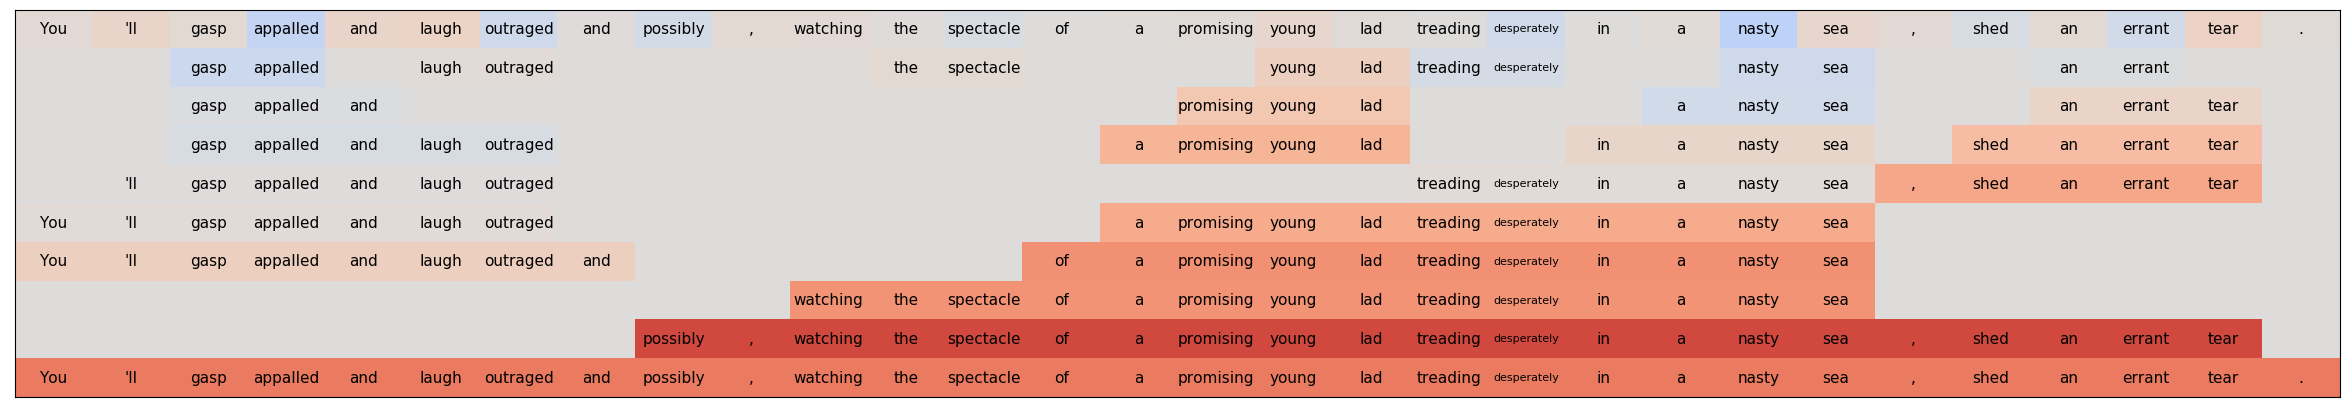 You 'll gasp appalled and laugh outraged and possibly , watching the spectacle of a promising young lad treading desperately in a nasty sea , shed an errant tear .
gasp appalled laugh outraged the spectacle young lad treading desperately nasty sea an errant
gasp appalled and promising young lad a nasty sea an errant tear
gasp appalled and laugh outraged a promising young lad in a nasty sea shed an errant tear
'll gasp appalled and laugh outraged treading desperately in a nasty sea , shed an errant tear
You 'll gasp appalled and laugh outraged a promising young lad treading desperately in a nasty sea
You 'll gasp appalled and laugh outraged and of a promising young lad treading desperately in a nasty sea
watching the spectacle of a promising young lad treading desperately in a nasty sea
possibly , watching the spectacle of a promising young lad treading desperately in a nasty sea , shed an errant tear
You 'll gasp appalled and laugh outraged and possibly , watching the spectacle of a promising young lad treading desperately in a nasty sea , shed an errant tear .